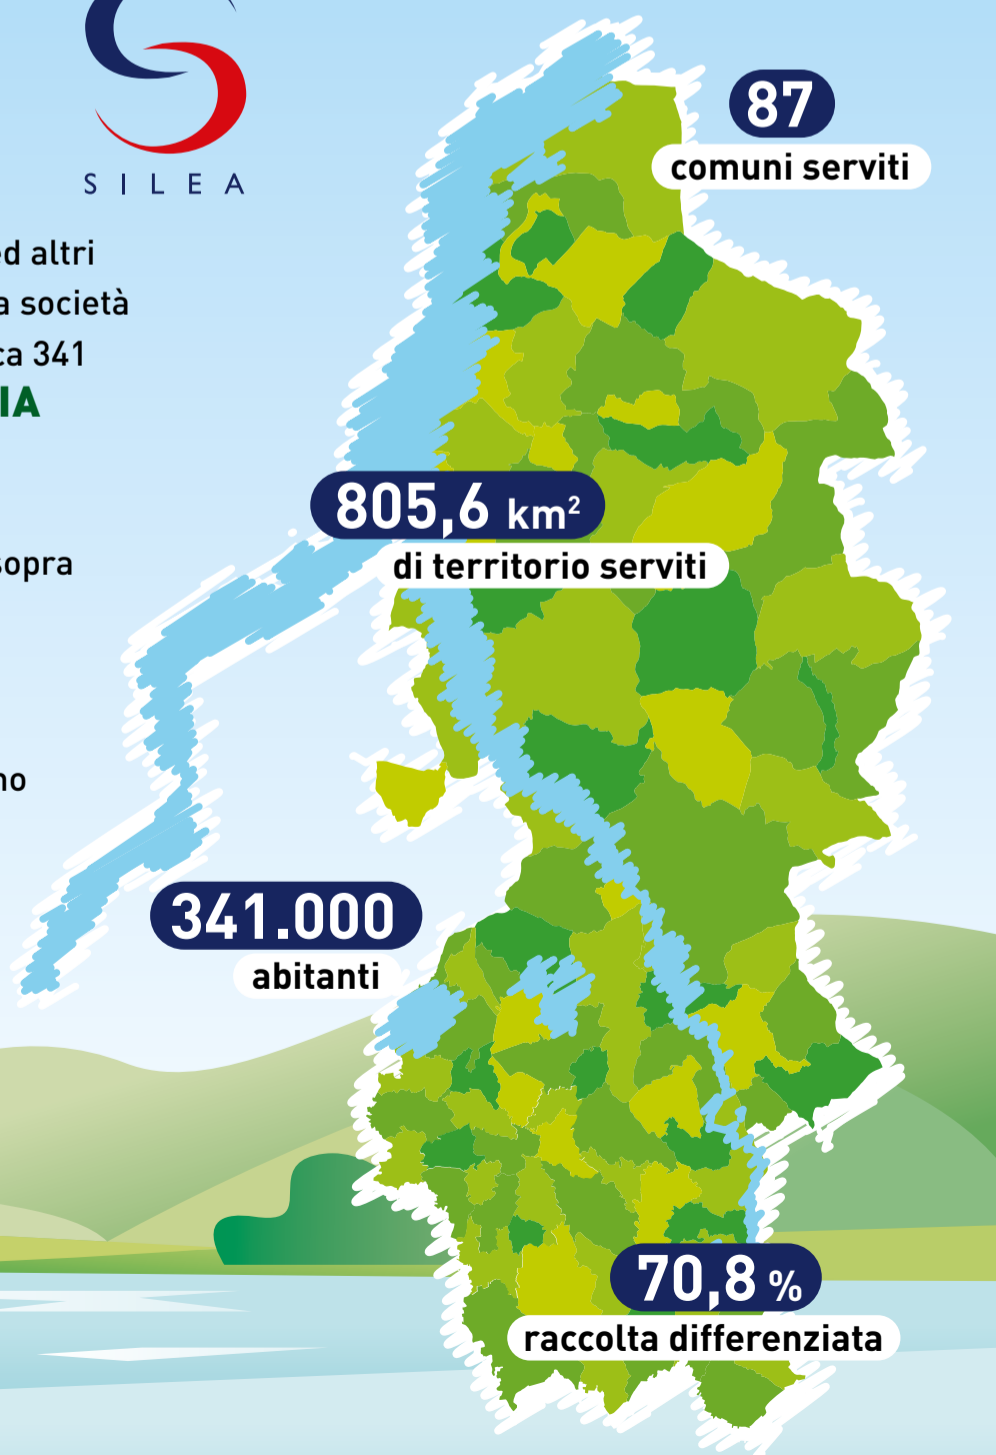 SILEA
ed altri
a società
ca 341
IA
sopra
no
87
comuni serviti
805,6 km²
di territorio serviti
341.000
abitanti
70,8 %
raccolta differenziata